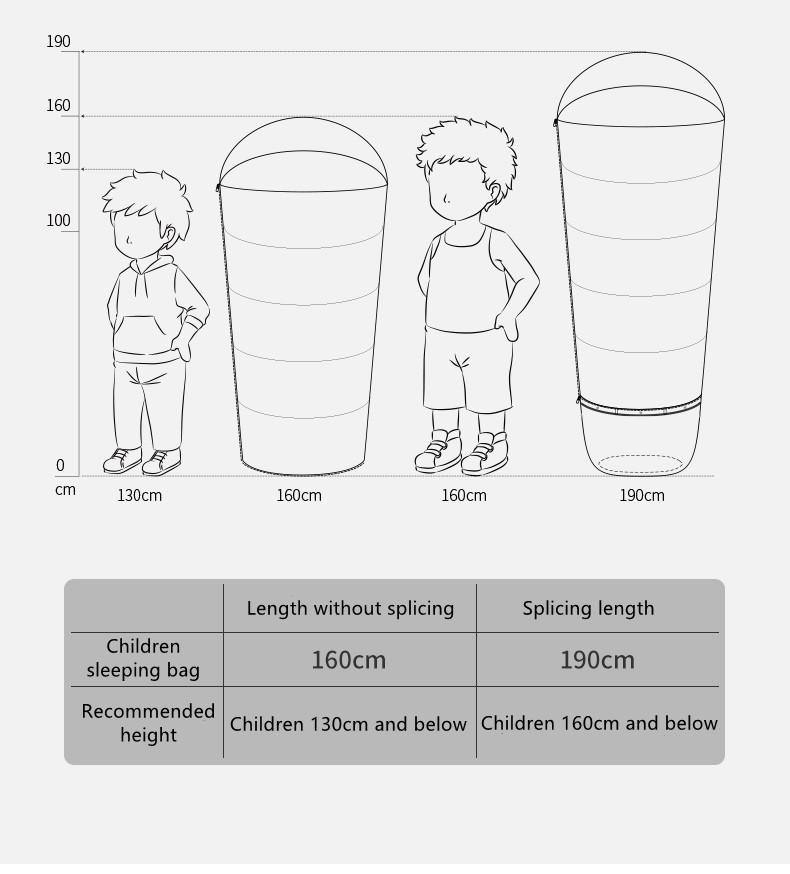 190
160
130
100
0
cm
130cm
160cm
160cm
190cm
Length without splicing
Splicing length
Children
sleeping bag
160cm
190cm
Recommended
height
Children 130cm and below
Children 160cm and below